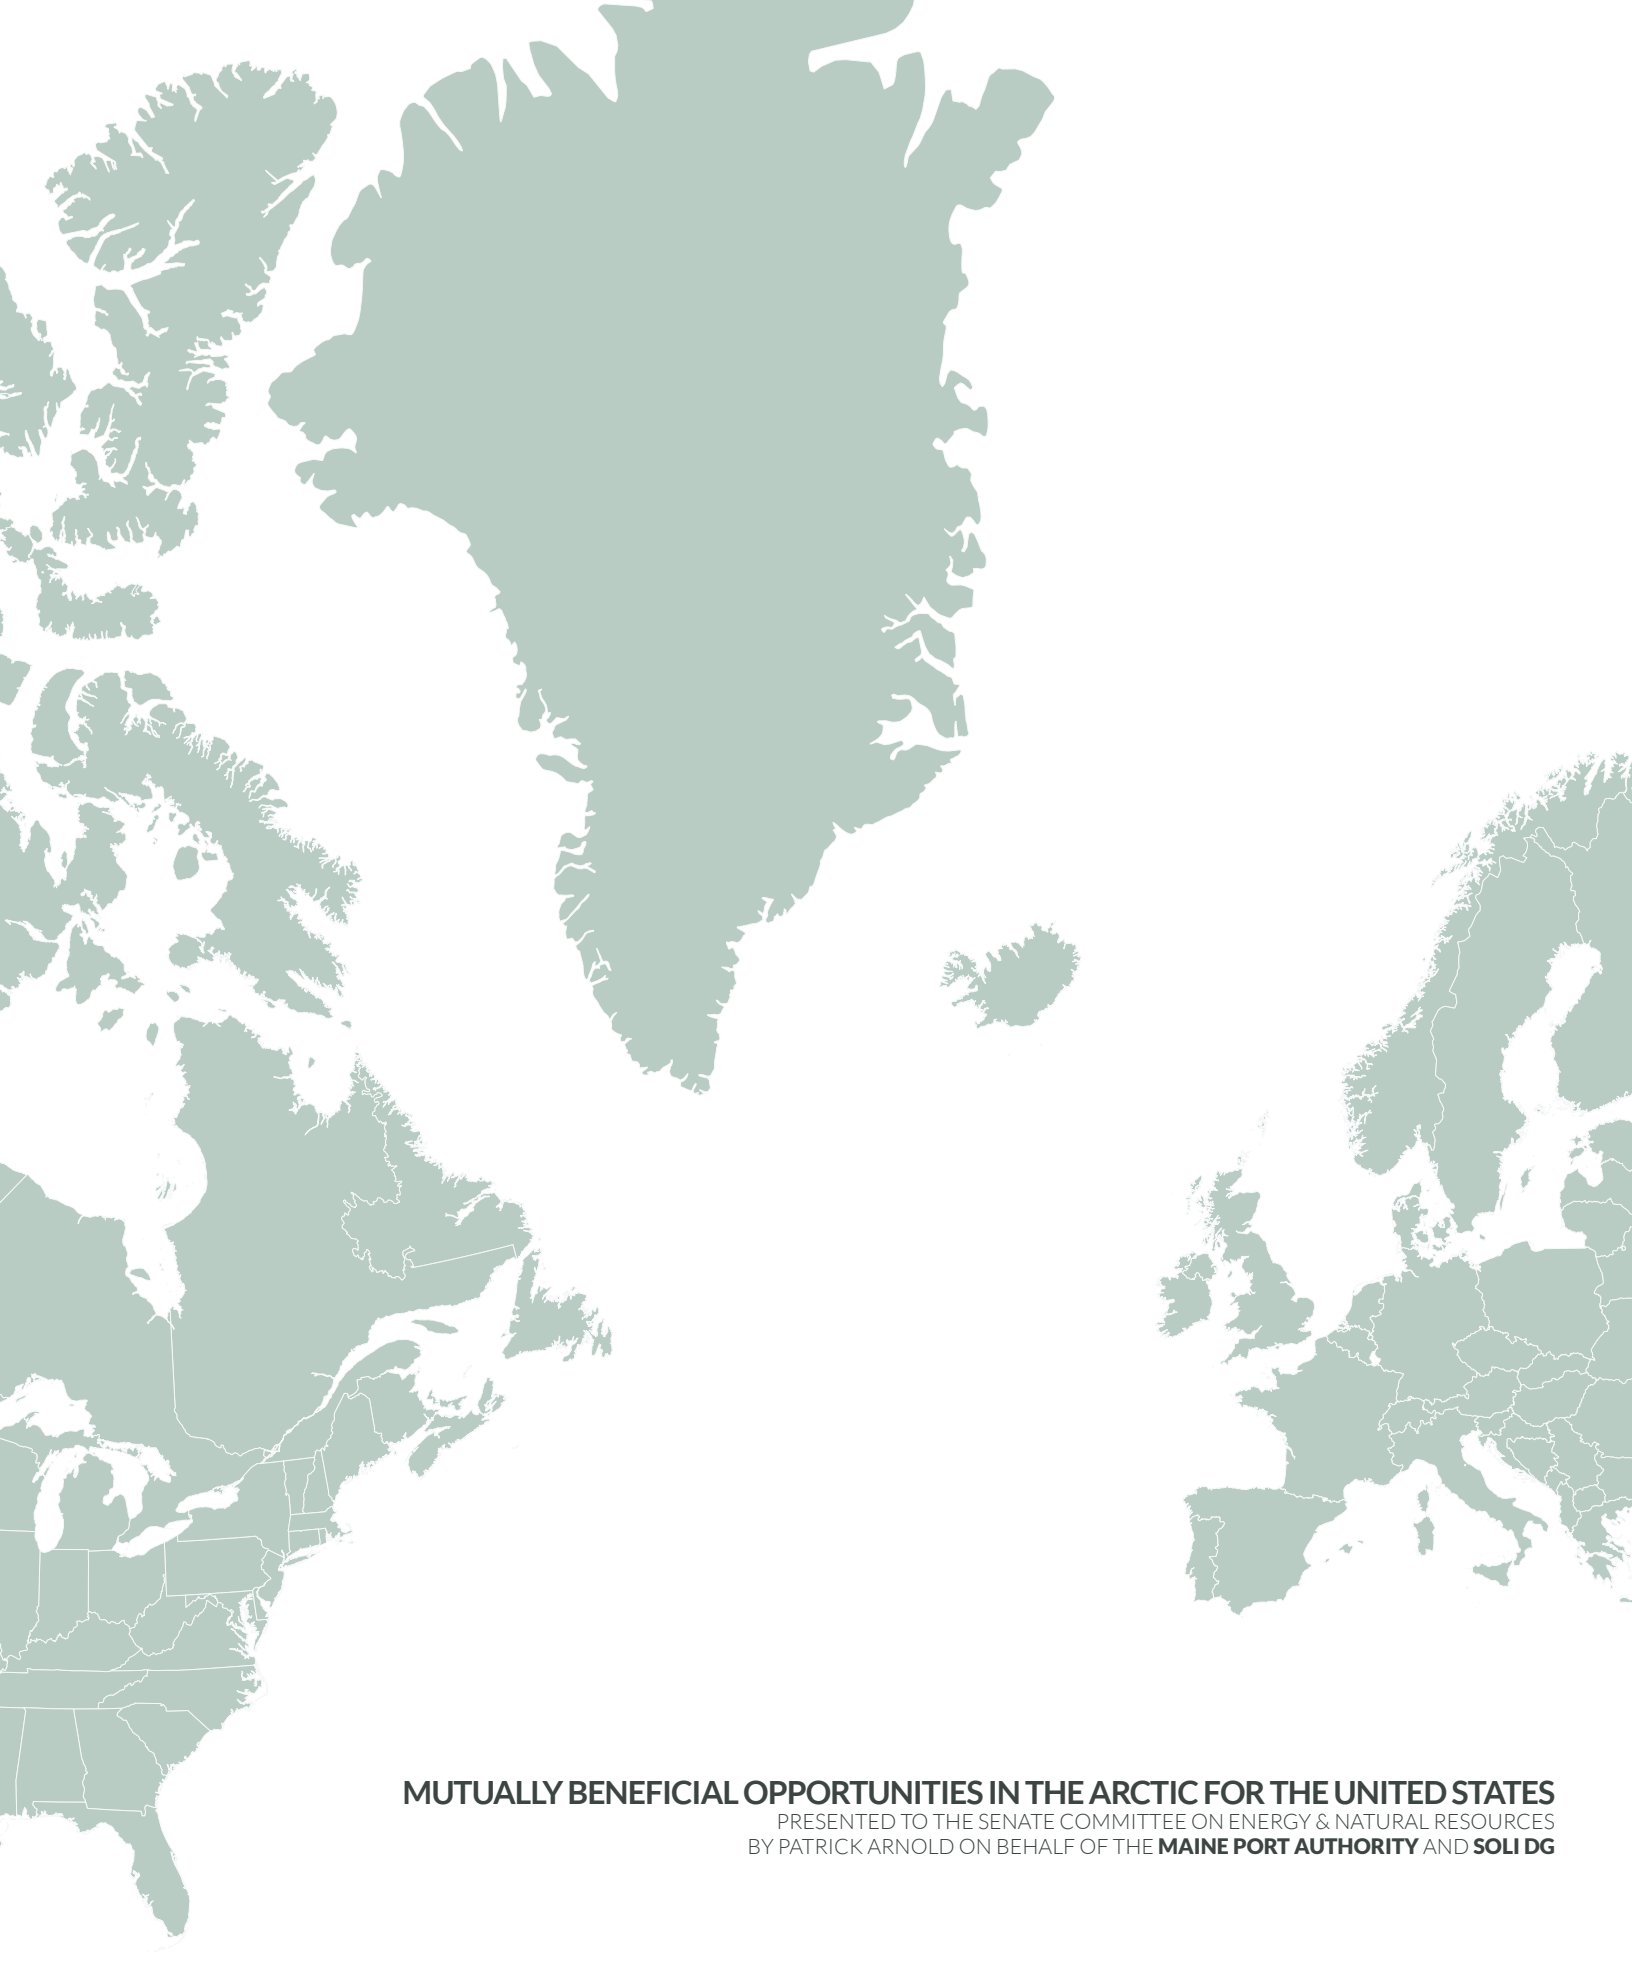 MUTUALLY BENEFICIAL OPPORTUNITIES IN THE ARCTIC FOR THE UNITED STATES
PRESENTED TO THE SENATE COMMITTEE ON ENERGY & NATURAL RESOURCES
BY PATRICK ARNOLD ON BEHALF OF THE MAINE PORT AUTHORITY AND SOLI DG